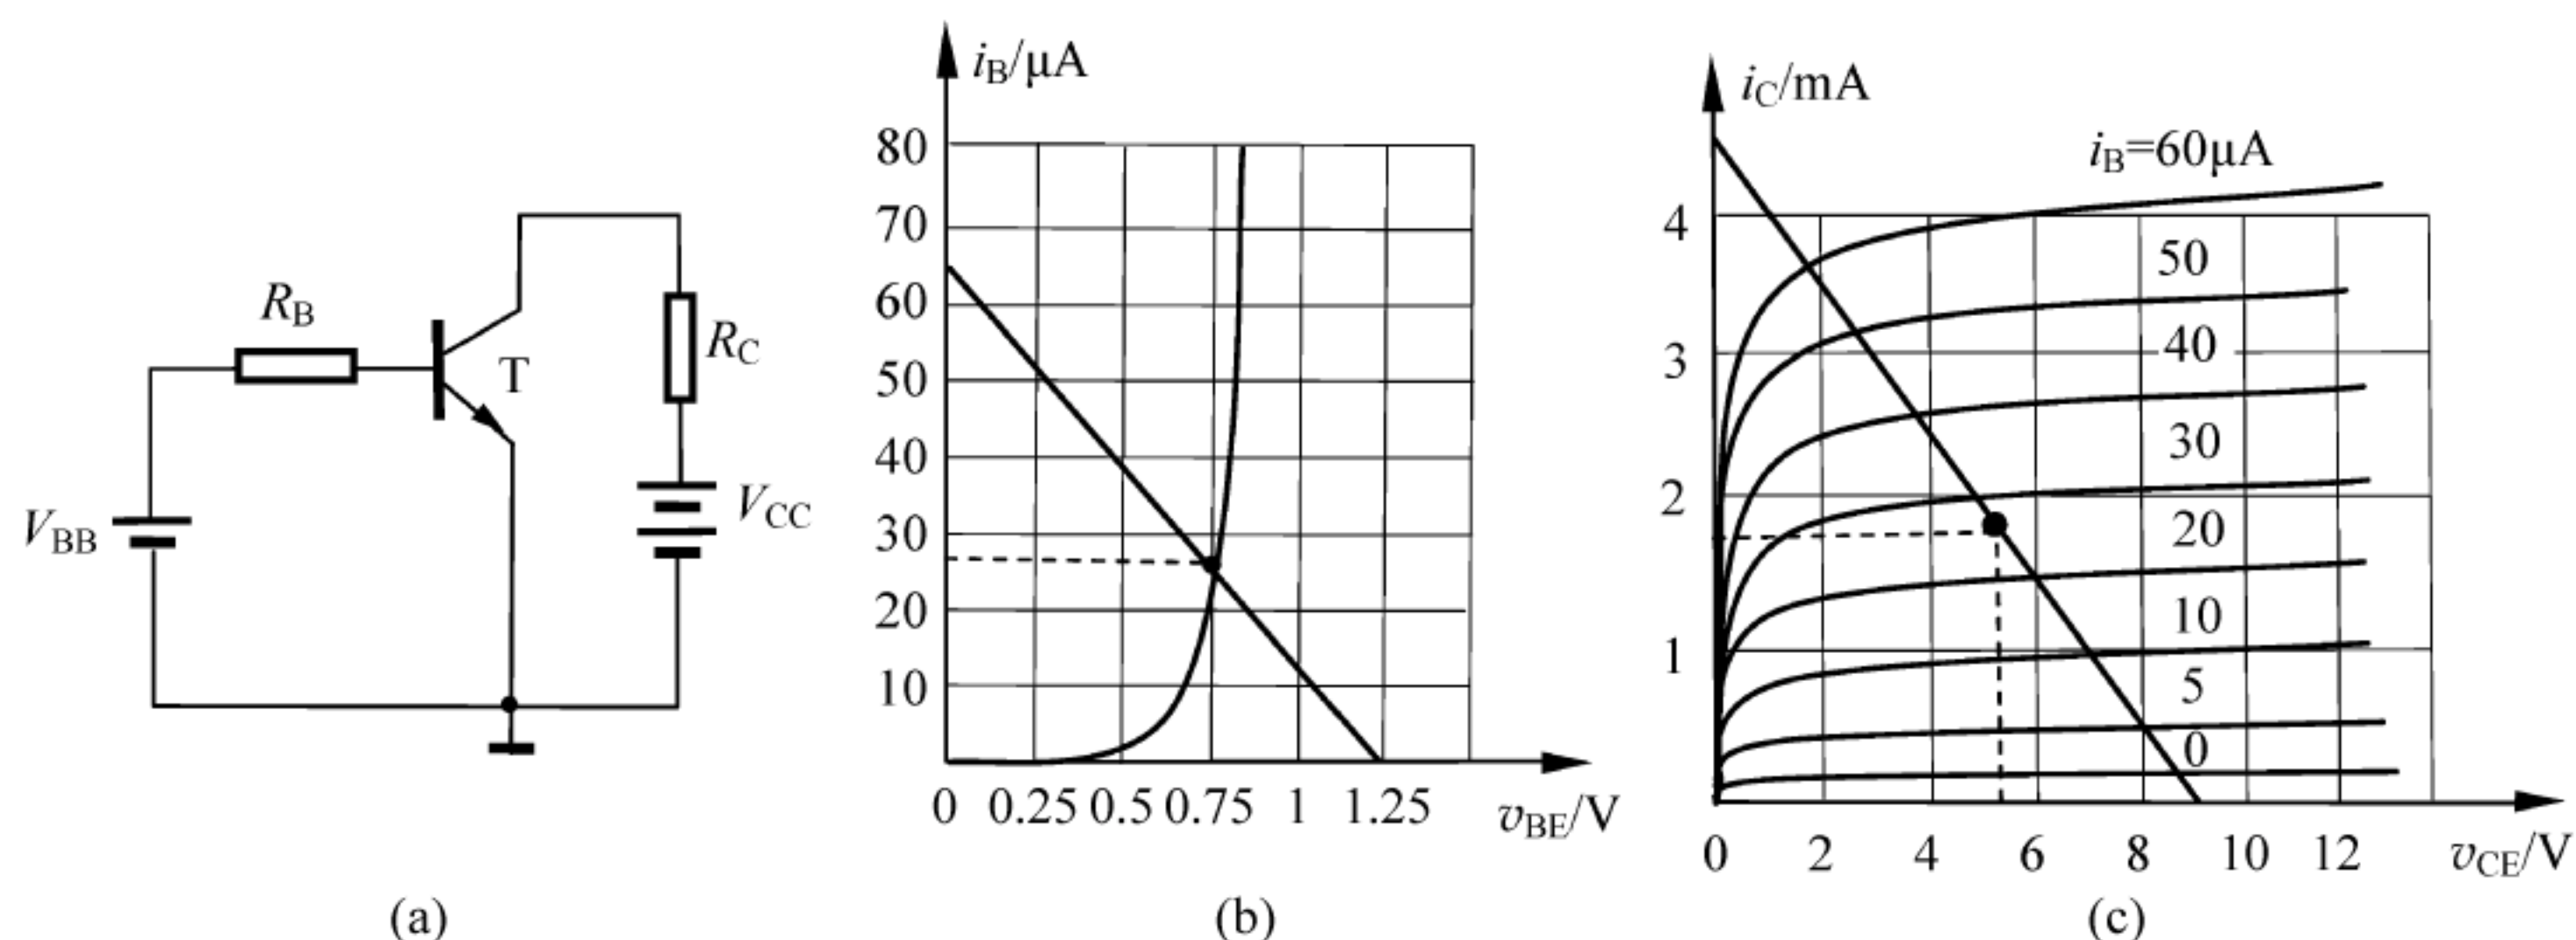 R_B
T
R_C
V_BB
V_CC
(a)
i_B/μA
80
70
60
50
40
30
20
10
0 0.25 0.5 0.75 1 1.25 v_BE/V
(b)
i_C/mA
i_B=60μA
4
50
40
3
30
2
20
10
1
5
0
0 2 4 6 8 10 12 v_CE/V
(c)